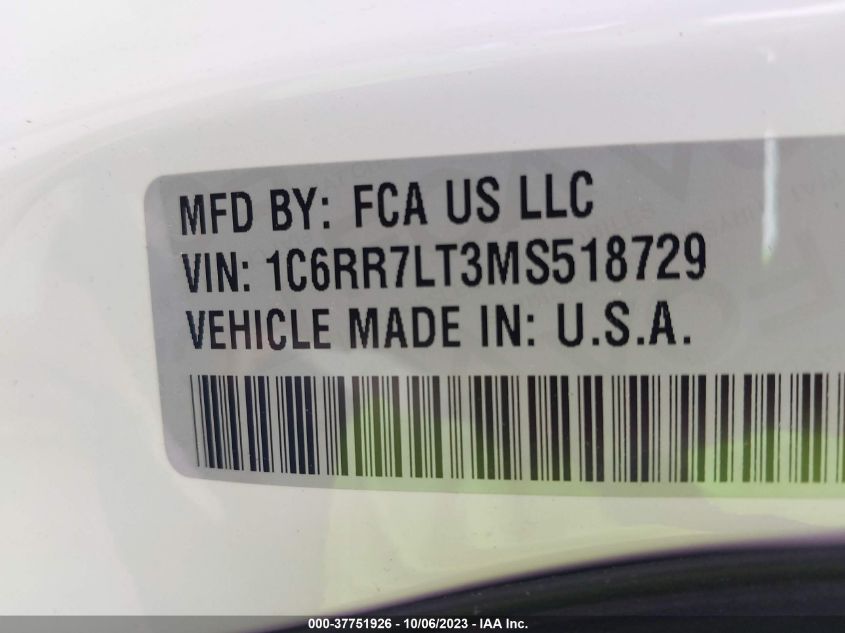 MFD BY: FCA US LLC
VIN: 1C6RR7LT3MS518729
VEHICLE MADE IN: U.S.A.
000-37751926 - 10/06/2023 - IAA Inc.